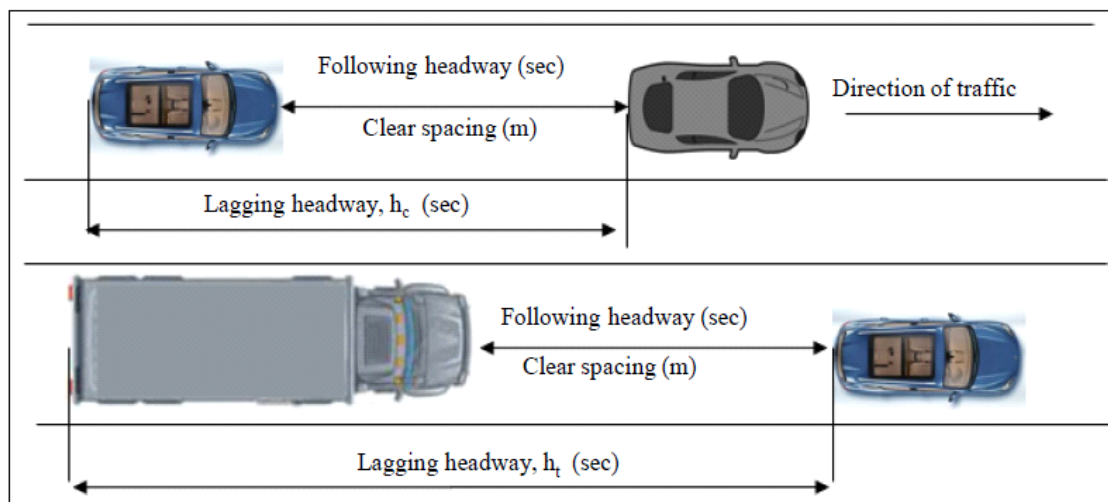 Following headway (sec)
Direction of traffic
Clear spacing (m)
Lagging headway, hc (sec)
Following headway (sec)
Clear spacing (m)
Lagging headway, ht (sec)